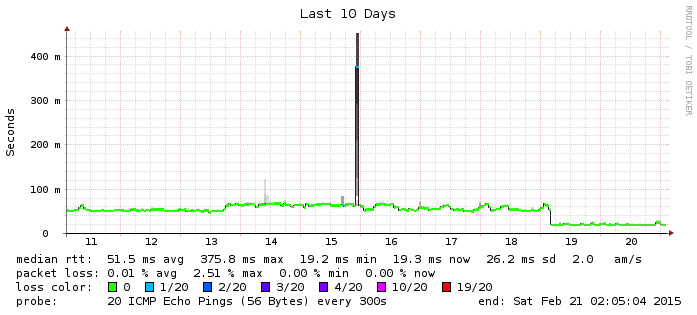 Last 10 Days
RRDTOOL / TOBI OETIKER
Seconds
400 m
300 m
200 m
100 m
0
11 12 13 14 15 16 17 18 19 20
median rtt: 51.5 ms avg 375.8 ms max 19.2 ms min 19.3 ms now 26.2 ms sd 2.0 am/s
packet loss: 0.01 % avg 2.51 % max 0.00 % min 0.00 % now
loss color: 0 1/20 2/20 3/20 4/20 10/20 19/20
probe: 20 ICMP Echo Pings (56 Bytes) every 300s end: Sat Feb 21 02:05:04 2015